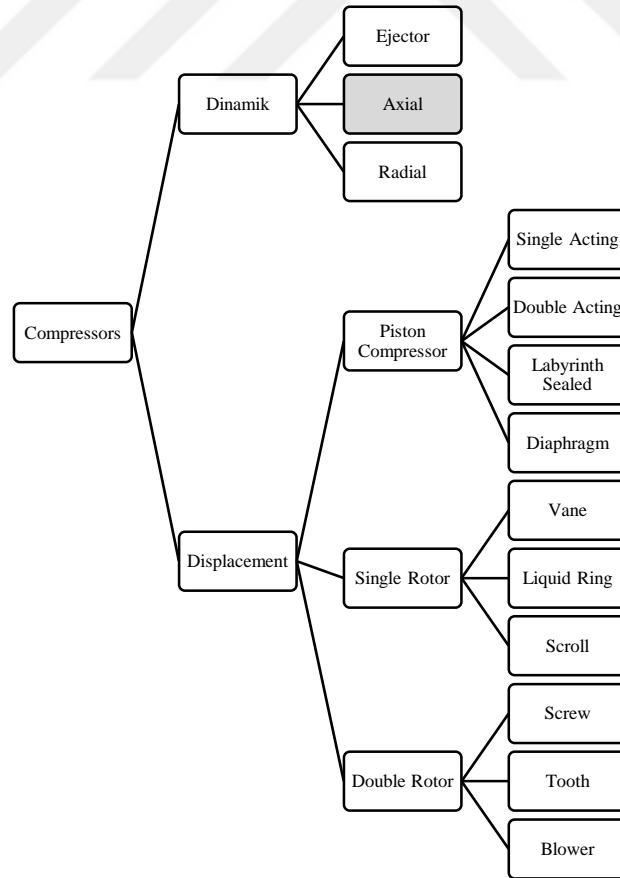 Ejector
Dinamik
Axial
Radial
Single Acting
Double Acting
Compressors
Piston
Compressor
Labyrinth
Sealed
Diaphragm
Vane
Displacement
Single Rotor
Liquid Ring
Scroll
Screw
Double Rotor
Tooth
Blower